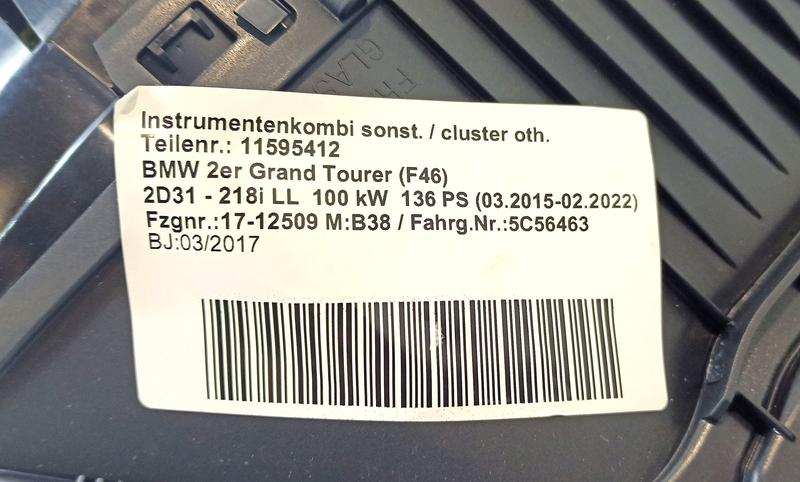 Instrumentenkombi sonst. / cluster oth.
Teilenr.: 11595412
BMW 2er Grand Tourer (F46)
2D31 - 218i LL 100 kW 136 PS (03.2015-02.2022)
Fzgnr.:17-12509 M:B38 / Fahrg.Nr.:5C56463
BJ:03/2017